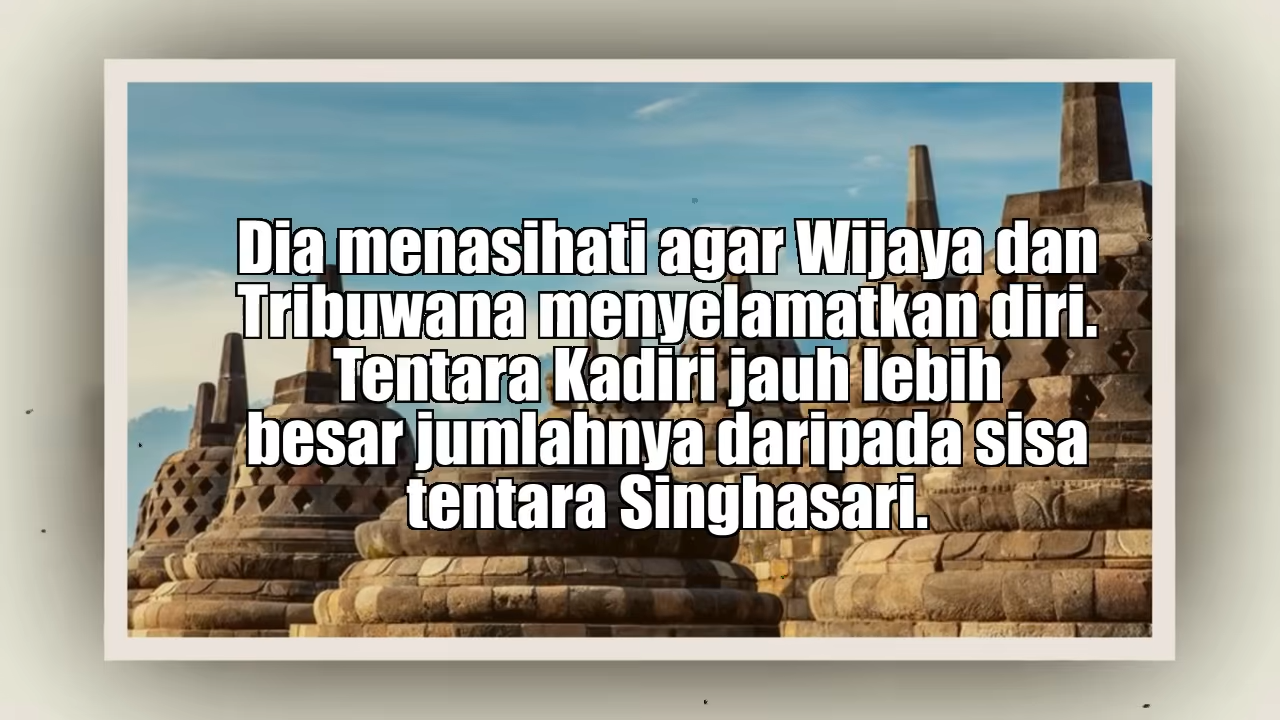 Dia menasihati agar Wijaya dan
Tribuwana menyelamatkan diri.
Tentara Kadiri jauh lebih
besar jumlahnya daripada sisa
tentara Singhasari.